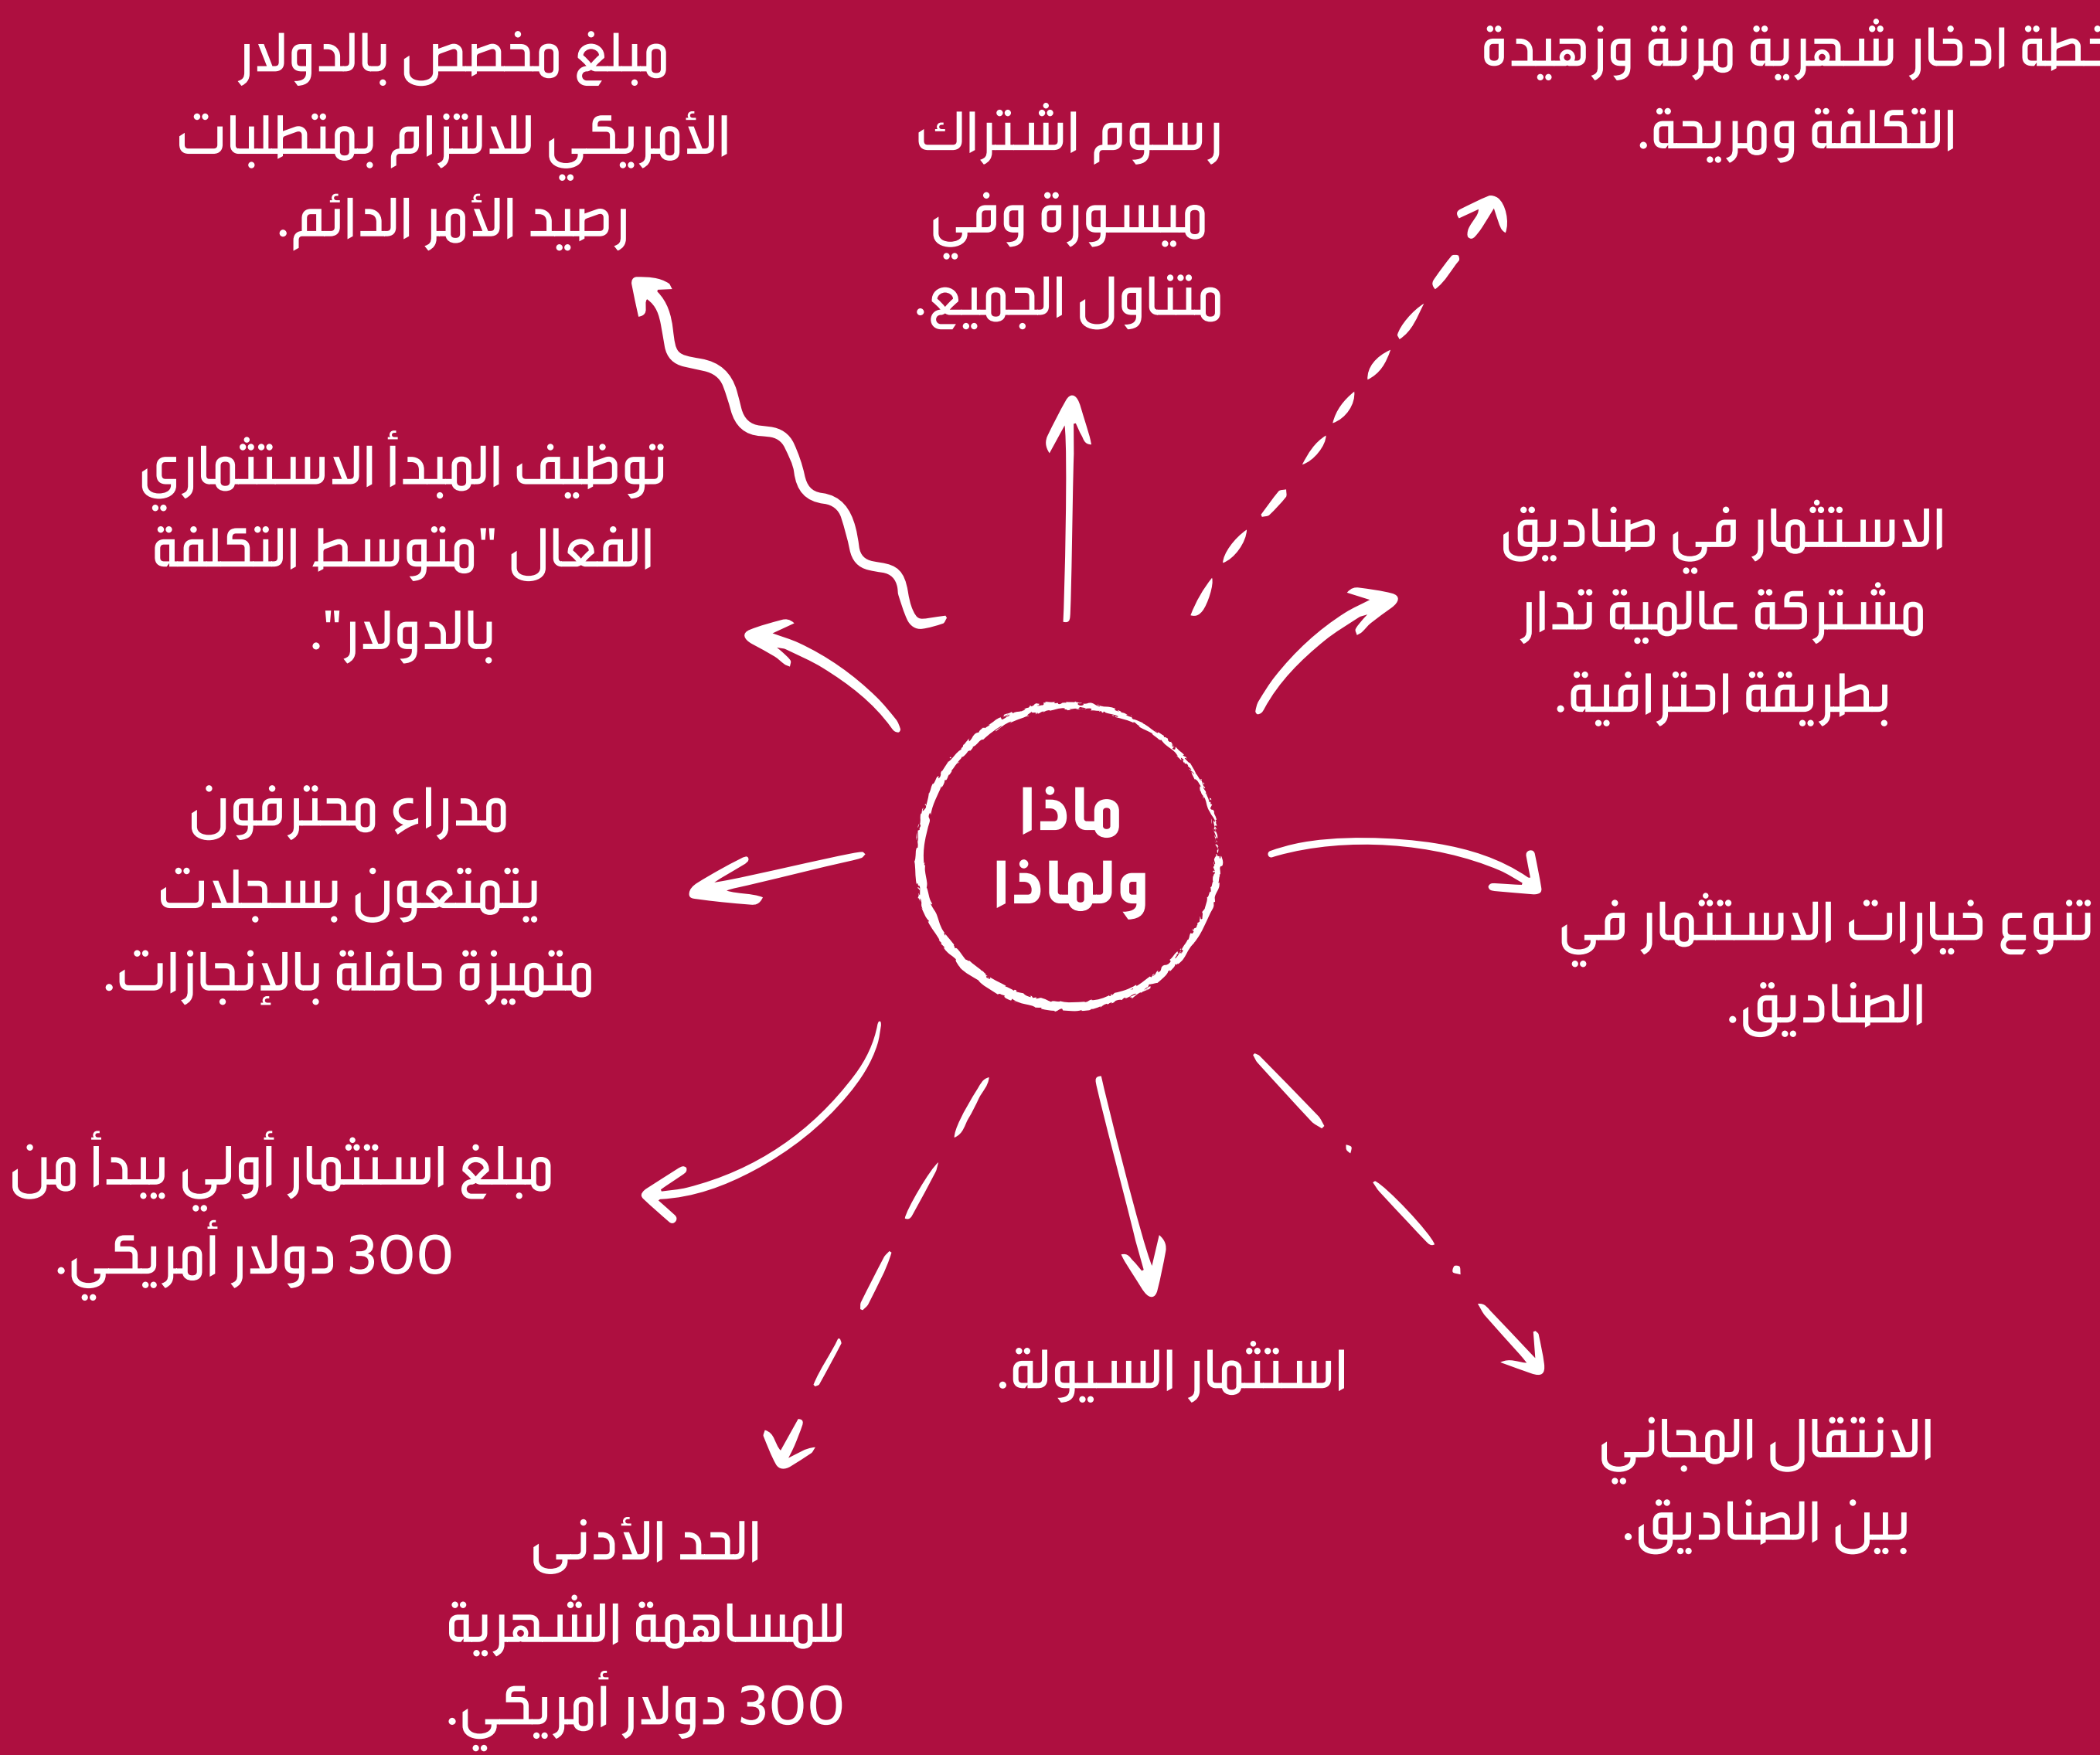 خطة ادخار شهرية مرنة وزهيدة
التكلفة ومريحة.
رسوم اشتراك
ميسورة وفي
متناول الجميع.
مبلغ مخصص بالدولار
الأمريكي للالتزام بمتطلبات
رصيد الأمر الدائم.
الاستثمار في صناديق
مشتركة عالمية تدار
بطريقة احترافية.
توظيف المبدأ الاستثماري
الفعال "متوسط التكلفة
بالدولار".
ماذا
ولماذا
تنوع خيارات الاستثمار في
الصناديق.
مدراء محترفون
يتمتعون بسجلات
متميزة حافلة بالإنجازات.
مبلغ استثمار أولي يبدأ من
300 دولار أمريكي.
استثمار السيولة.
الانتقال المجاني
بين الصناديق.
الحد الأدنى
للمساهمة الشهرية
300 دولار أمريكي.